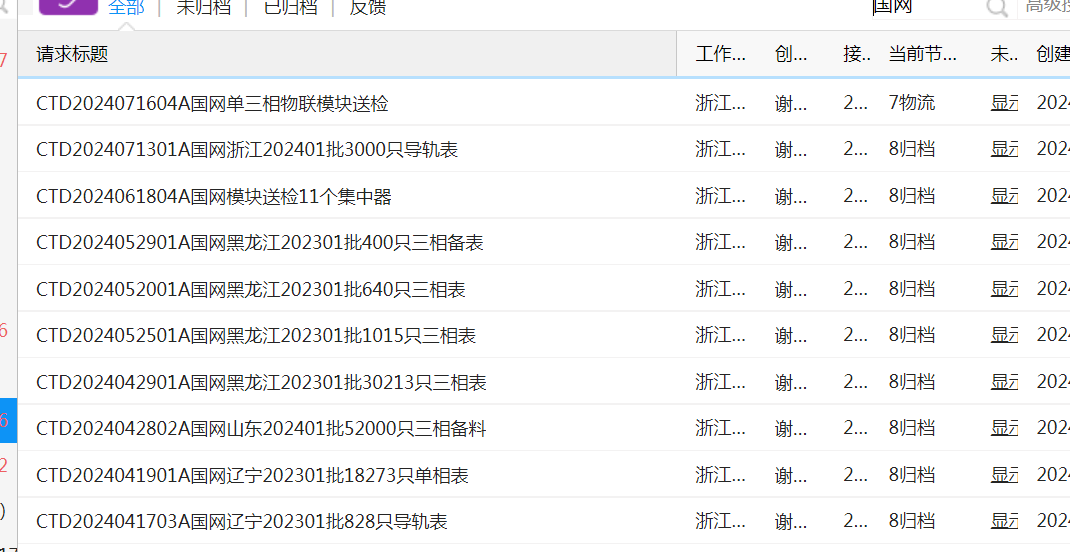 全部 | 未归档 | 已归档 | 反馈 国网 高级搜
请求标题 工作... 创... 接.. 当前节... 未.. 创建
CTD2024071604A国网单三相物联模块送检 浙江... 谢... 2... 7物流 显示 2024
CTD2024071301A国网浙江202401批3000只导轨表 浙江... 谢... 2... 8归档 显示 2024
CTD2024061804A国网模块送检11个集中器 浙江... 谢... 2... 8归档 显示 2024
CTD2024052901A国网黑龙江202301批400只三相备表 浙江... 谢... 2... 8归档 显示 2024
CTD2024052001A国网黑龙江202301批640只三相表 浙江... 谢... 2... 8归档 显示 2024
CTD2024052501A国网黑龙江202301批1015只三相表 浙江... 谢... 2... 8归档 显示 2024
CTD2024042901A国网黑龙江202301批30213只三相表 浙江... 谢... 2... 8归档 显示 2024
CTD2024042802A国网山东202401批52000只三相备料 浙江... 谢... 2... 8归档 显示 2024
CTD2024041901A国网辽宁202301批18273只单相表 浙江... 谢... 2... 8归档 显示 2024
CTD2024041703A国网辽宁202301批828只导轨表 浙江... 谢... 2... 8归档 显示 2024
7
6
6
2
)
17